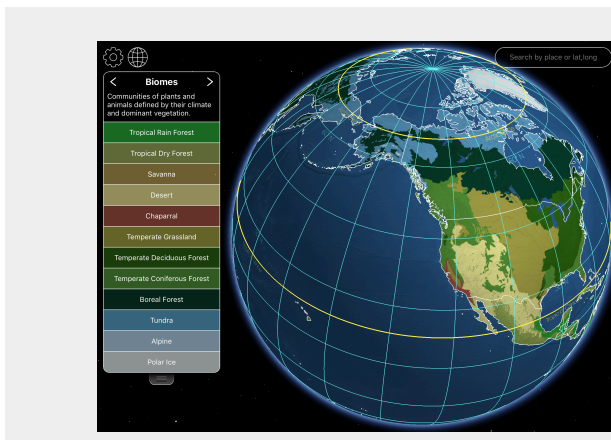 Search by place or lat,long
Biomes
Communities of plants and
animals defined by their climate
and dominant vegetation.
Tropical Rain Forest
Tropical Dry Forest
Savanna
Desert
Chaparral
Temperate Grassland
Temperate Deciduous Forest
Temperate Coniferous Forest
Boreal Forest
Tundra
Alpine
Polar Ice